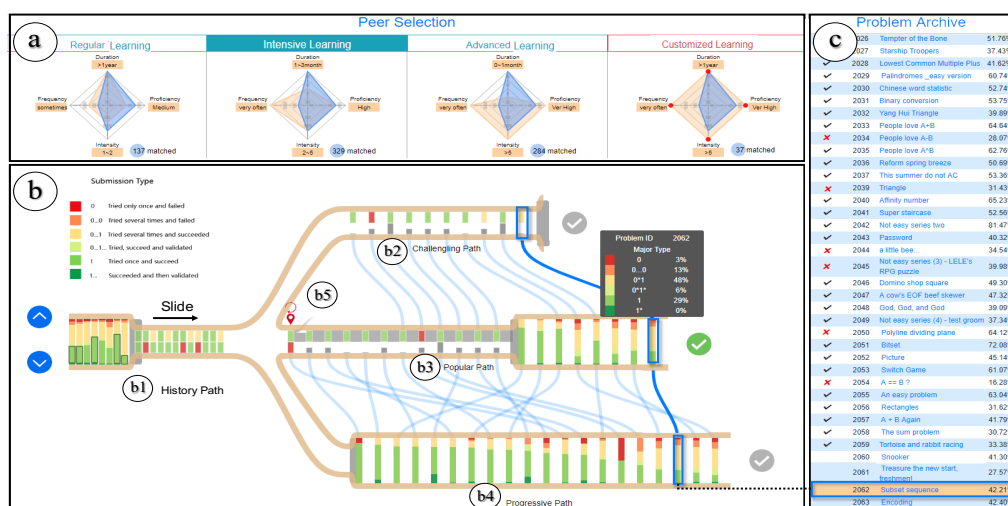 Peer Selection
a
Regular Learning
Duration
>1year
Frequency
sometimes
Proficiency
Medium
Intensity
1~2
137 matched
Intensive Learning
Duration
1~3month
Frequency
very often
Proficiency
High
Intensity
2~5
329 matched
Advanced Learning
Duration
0~1month
Frequency
very often
Proficiency
Ver High
Intensity
>5
284 matched
Customized Learning
Duration
>1year
Frequency
very often
Proficiency
Ver.High
Intensity
>5
37 matched
b
Submission Type
0 Tried only once and failed
0...0 Tried several times and failed
0...1 Tried several times and succeeded
0...1... Tried, succeed and validated
1 Tried once and succeed
1... Succeeded and then validated
Slide
b1
History Path
b2
Challengling Path
b5
b3
Popular Path
b4
Progressive Path
Problem ID 2062
Major Type
0 3%
0...0 13%
0*1 48%
0*1* 6%
1 29%
1* 0%
c
Problem Archive
2026 Tempter of the Bone 51.76%
2027 Starship Troopers 37.43%
2028 Lowest Common Multiple Plus 41.62%
2029 Palindromes _easy version 60.74%
2030 Chinese word statistic 52.74%
2031 Binary conversion 53.75%
2032 Yang Hui Triangle 39.89%
2033 People love A+B 64.64%
2034 People love A-B 28.07%
2035 People love A^B 62.76%
2036 Reform spring breeze 50.69%
2037 This summer do not AC 53.36%
2039 Triangle 31.43%
2040 Affinity number 65.23%
2041 Super staircase 52.56%
2042 Not easy series two 81.47%
2043 Password 40.32%
2044 a little bee... 34.54%
2045 Not easy series (3) - LELE's
RPG puzzle 39.98%
2046 Domino shop square 49.30%
2047 A cow's EOF beef skewer 47.32%
2048 God, God, and God 39.09%
2049 Not easy series (4) - test groom 37.34%
2050 Polyline dividing plane 64.12%
2051 Bitset 72.08%
2052 Picture 45.14%
2053 Switch Game 61.07%
2054 A == B ? 16.28%
2055 An easy problem 63.04%
2056 Rectangles 31.62%
2057 A + B Again 41.79%
2058 The sum problem 30.72%
2059 Tortoise and rabbit racing 33.38%
2060 Snooker 41.30%
2061 Treasure the new start,
freshmen! 27.57%
2062 Subset sequence 42.21%
2063 Encoding 42.40%